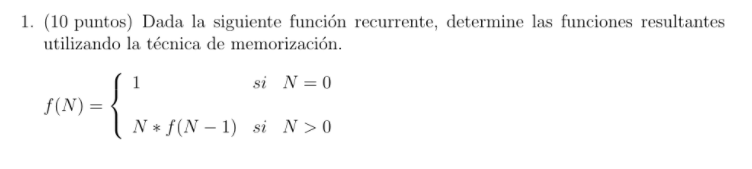 1. (10 puntos) Dada la siguiente función recurrente, determine las funciones resultantes
utilizando la técnica de memorización.
f(N) = {
1 si N = 0
N ∗ f(N − 1) si N > 0